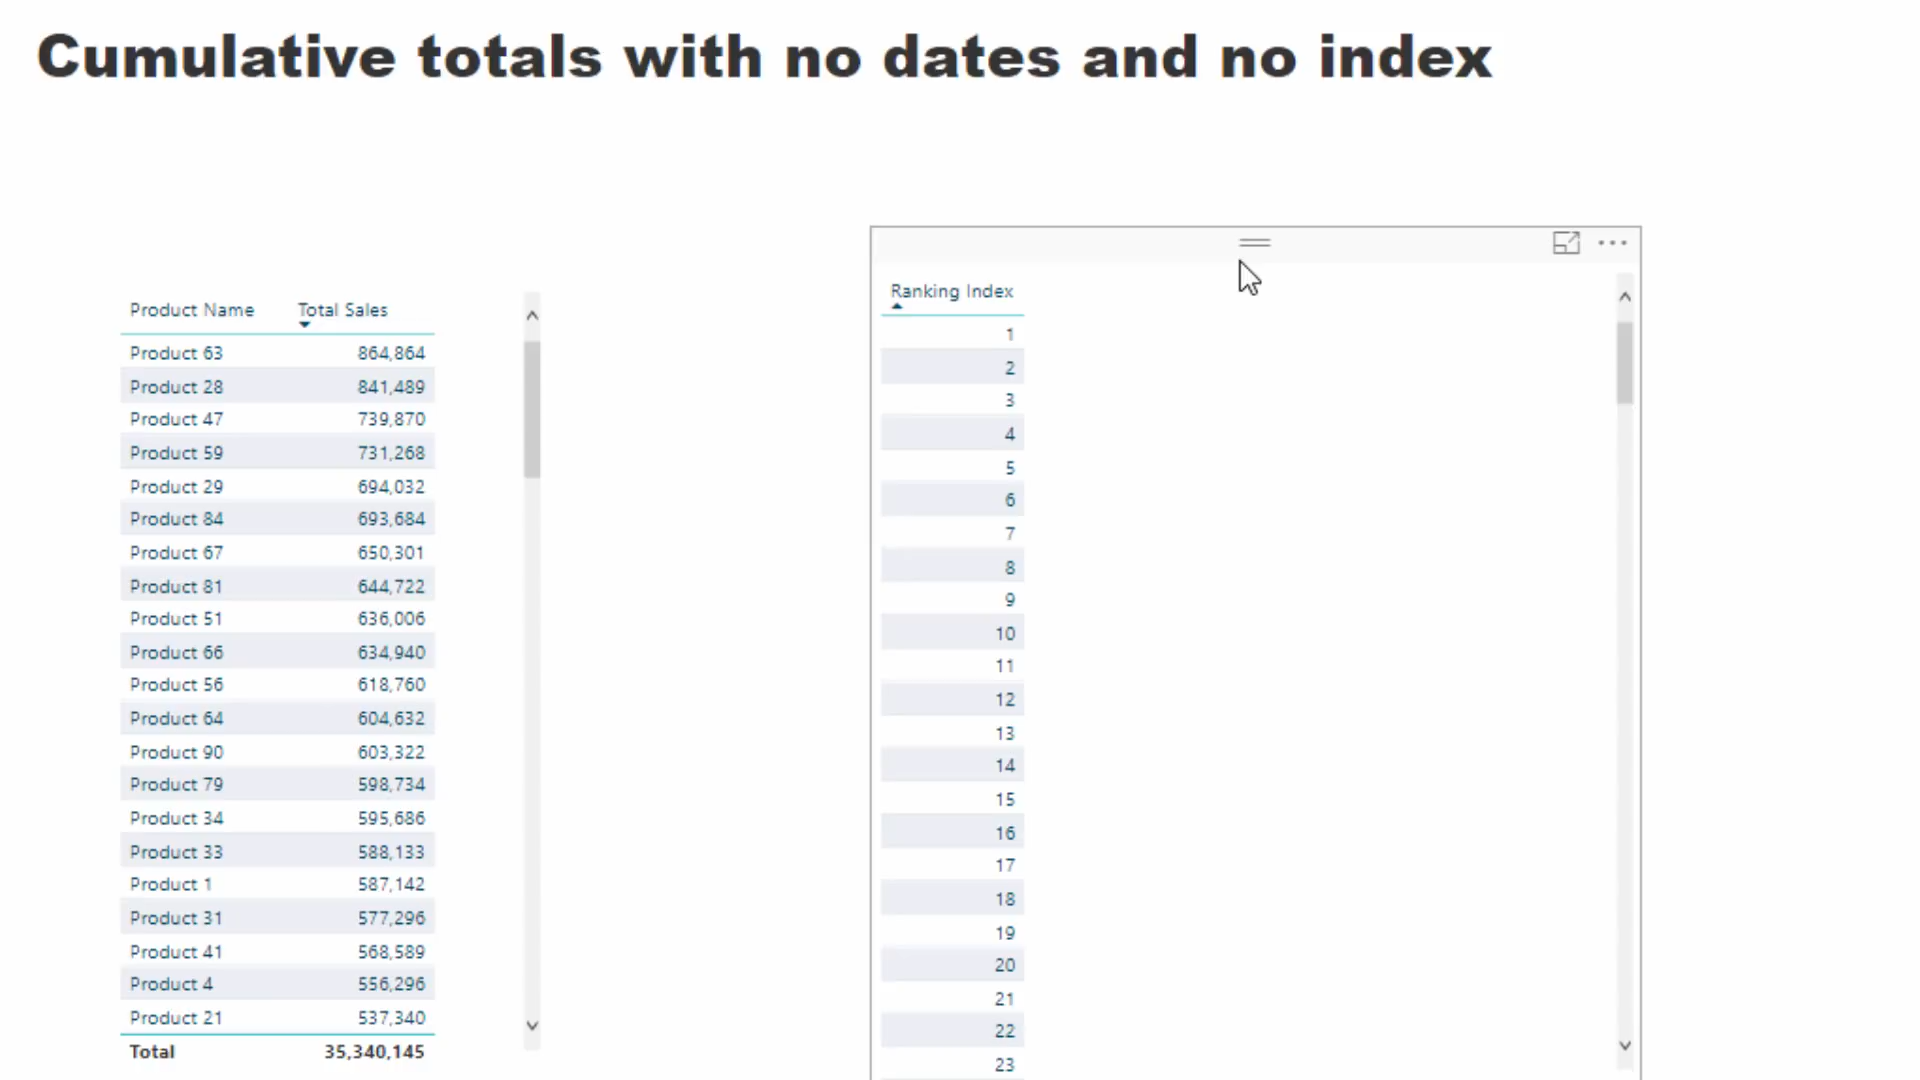 Cumulative totals with no dates and no index
Product Name Total Sales
Product 63 864,864
Product 28 841,489
Product 47 739,870
Product 59 731,268
Product 29 694,032
Product 84 693,684
Product 67 650,301
Product 81 644,722
Product 51 636,006
Product 66 634,940
Product 56 618,760
Product 64 604,632
Product 90 603,322
Product 79 598,734
Product 34 595,686
Product 33 588,133
Product 1 587,142
Product 31 577,296
Product 41 568,589
Product 4 556,296
Product 21 537,340
Total 35,340,145
Ranking Index
1
2
3
4
5
6
7
8
9
10
11
12
13
14
15
16
17
18
19
20
21
22
23